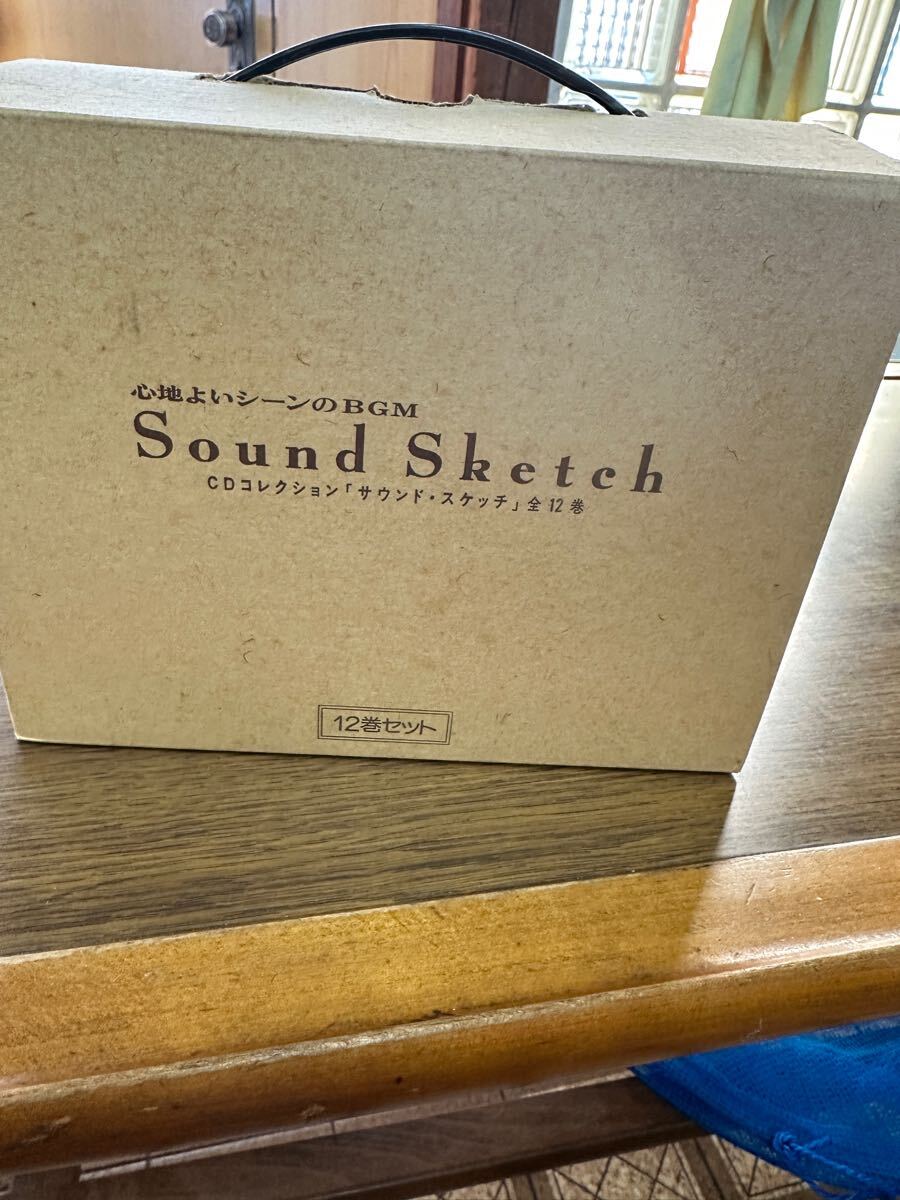 心地よいシーンのBGM
Sound Sketch
CDコレクション「サウンド・スケッチ」全12巻
12巻セット